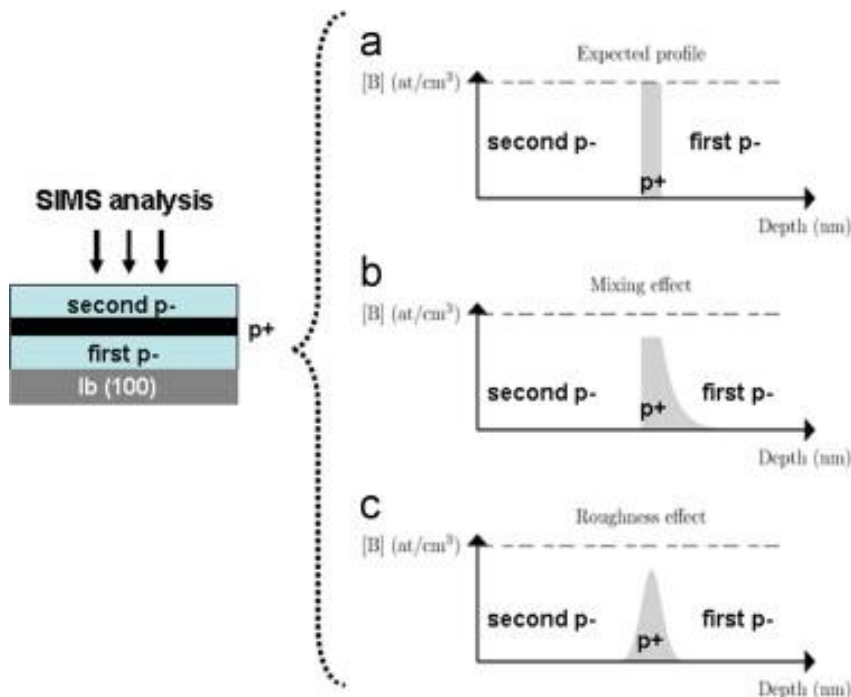 SIMS analysis
second p-
p+
first p-
Ib (100)
a
Expected profile
[B] (at/cm³)
second p-
first p-
p+
Depth (nm)
b
Mixing effect
[B] (at/cm³)
second p-
first p-
p+
Depth (nm)
c
Roughness effect
[B] (at/cm³)
second p-
first p-
p+
Depth (nm)